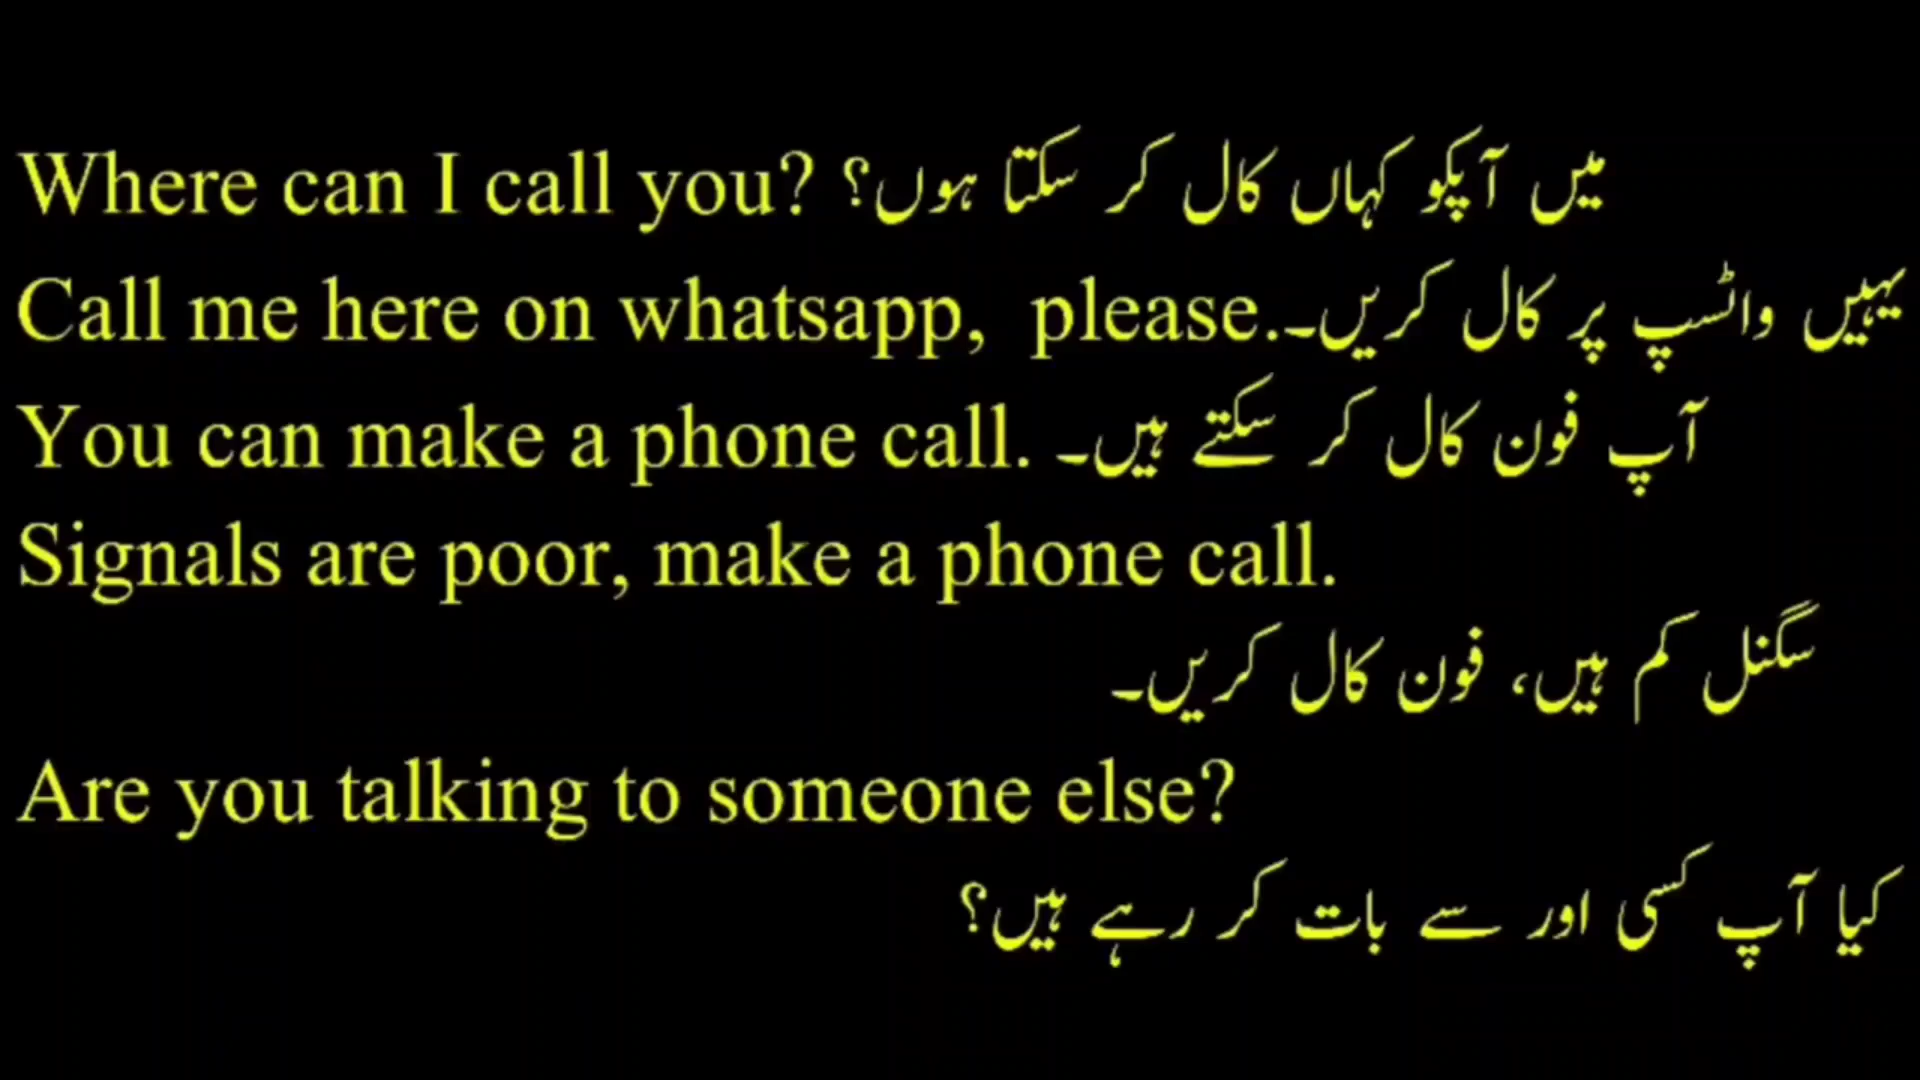 Where can I call you? میں آپکو کہاں کال کر سکتا ہوں؟
Call me here on whatsapp,  please. یہیں واٹسپ پر کال کریں۔
You can make a phone call. آپ فون کال کر سکتے ہیں۔
Signals are poor, make a phone call.
سگنل کم ہیں، فون کال کریں۔
Are you talking to someone else?
کیا آپ کسی اور سے بات کر رہے ہیں؟